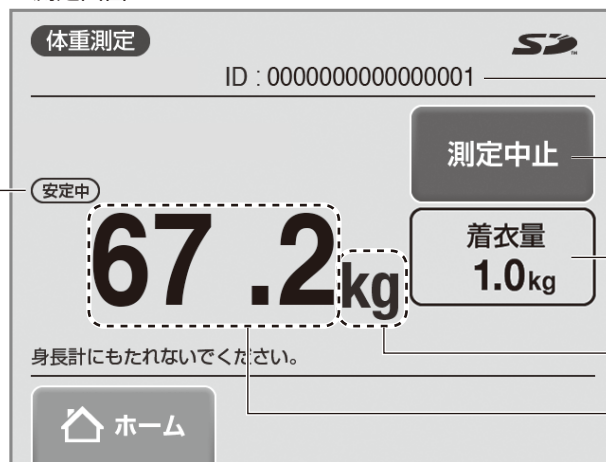 体重測定
SD
ID : 0000000000000001
測定中止
安定中
67 .2kg
着衣量
1.0kg
身長計にもたれないでください。
ホーム